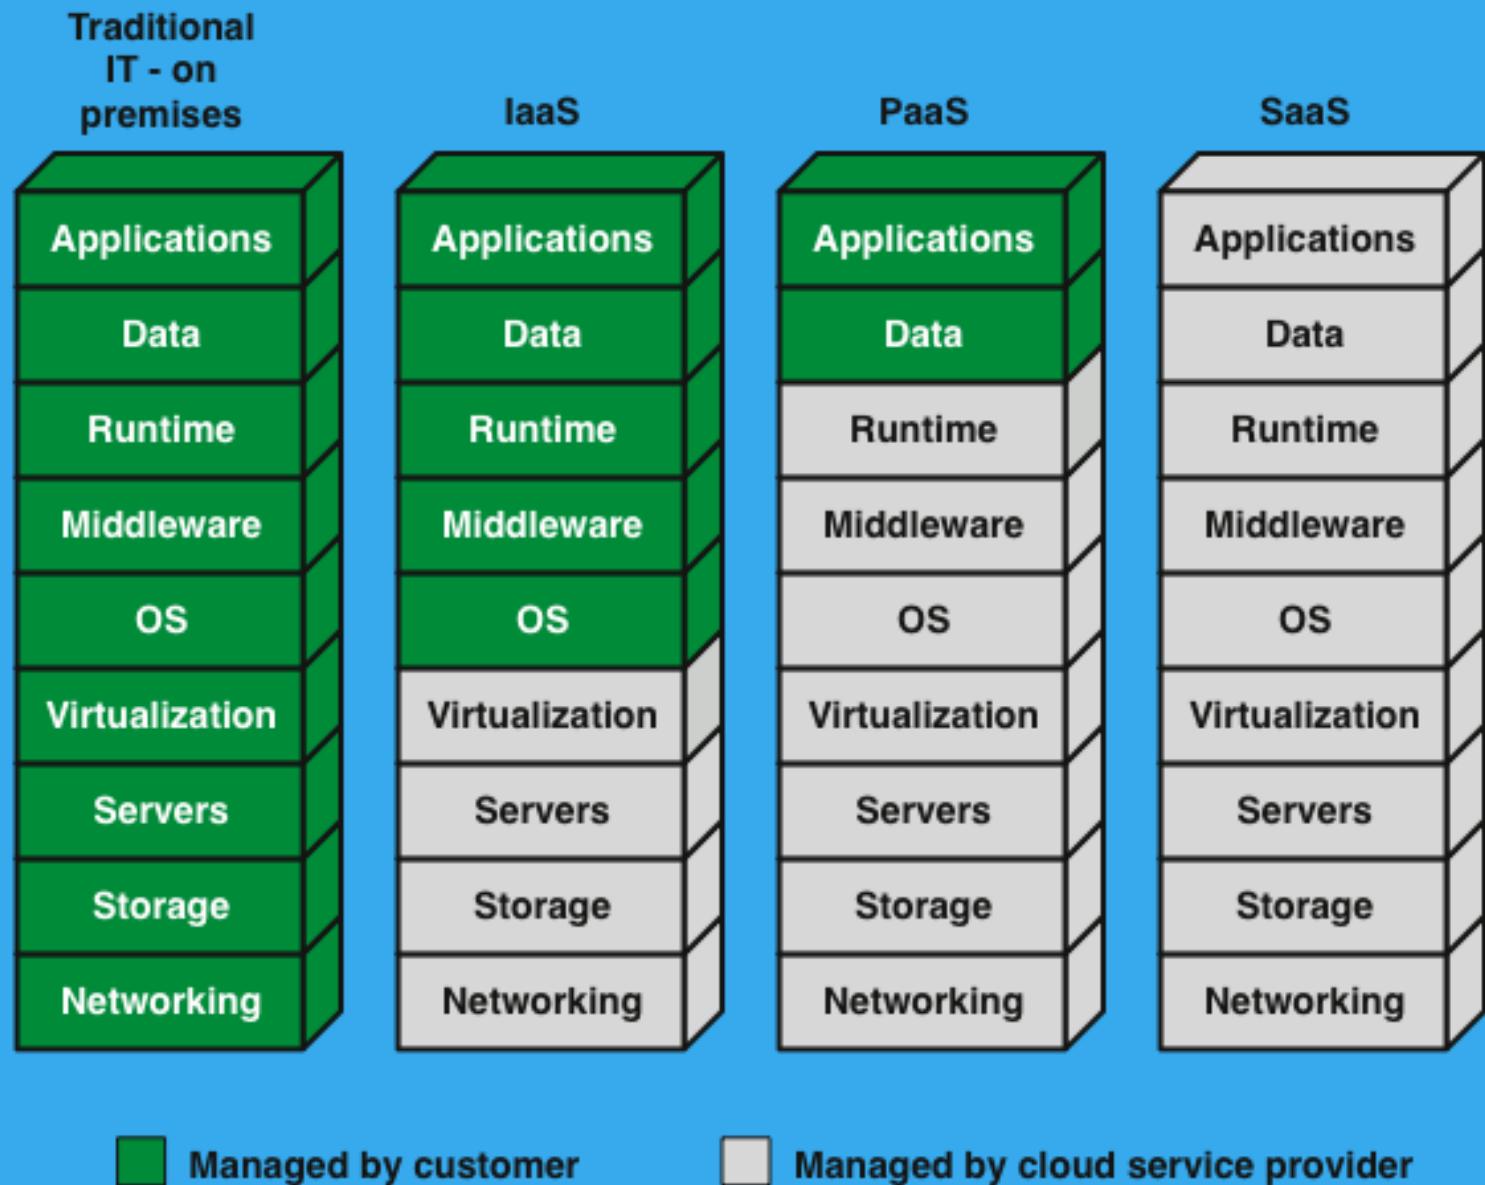 Traditional
IT - on
premises
IaaS
PaaS
SaaS
Applications
Data
Runtime
Middleware
OS
Virtualization
Servers
Storage
Networking
Applications
Data
Runtime
Middleware
OS
Virtualization
Servers
Storage
Networking
Applications
Data
Runtime
Middleware
OS
Virtualization
Servers
Storage
Networking
Applications
Data
Runtime
Middleware
OS
Virtualization
Servers
Storage
Networking
Managed by customer
Managed by cloud service provider